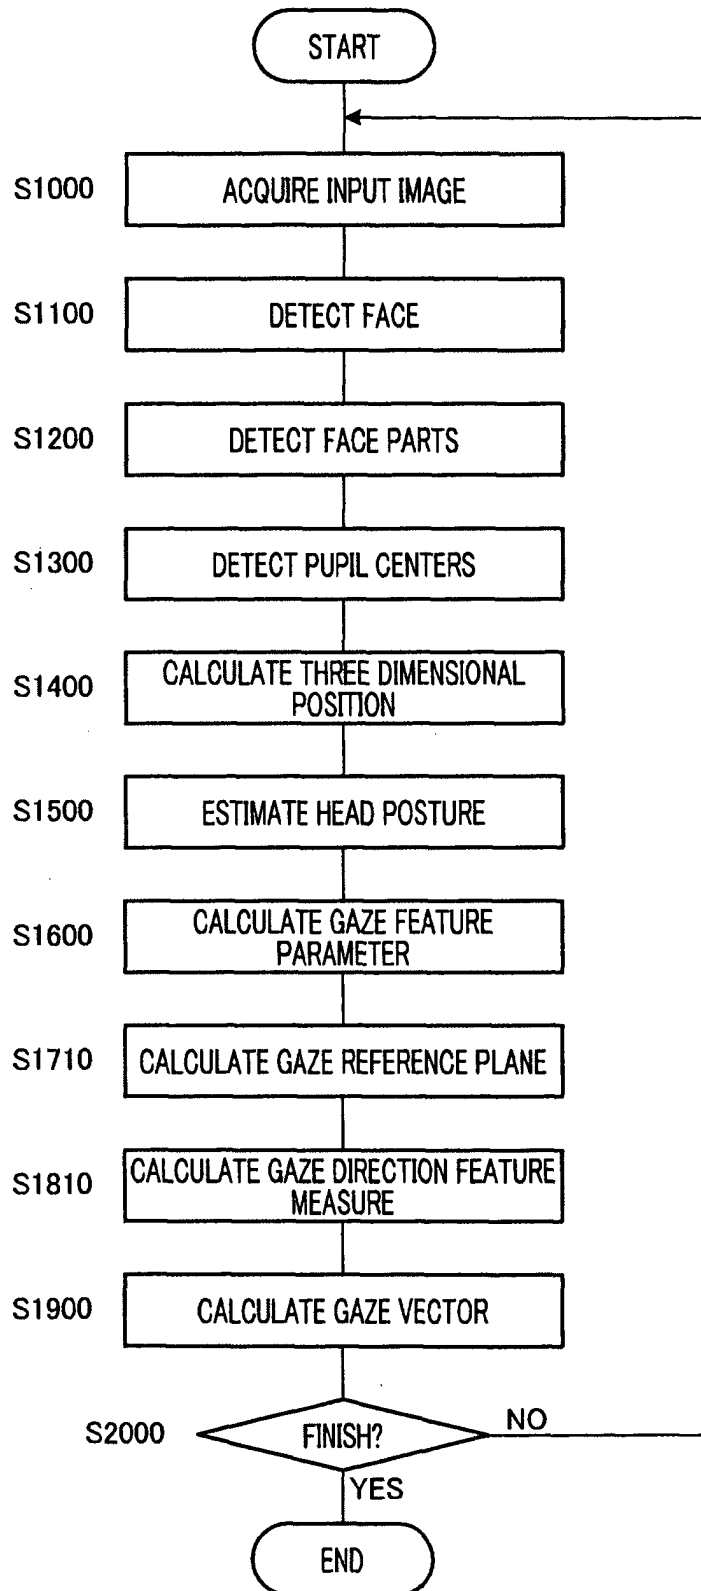 START
S1000
ACQUIRE INPUT IMAGE
S1100
DETECT FACE
S1200
DETECT FACE PARTS
S1300
DETECT PUPIL CENTERS
S1400
CALCULATE THREE DIMENSIONAL
POSITION
S1500
ESTIMATE HEAD POSTURE
S1600
CALCULATE GAZE FEATURE
PARAMETER
S1710
CALCULATE GAZE REFERENCE PLANE
S1810
CALCULATE GAZE DIRECTION FEATURE
MEASURE
S1900
CALCULATE GAZE VECTOR
S2000
FINISH?
NO
YES
END